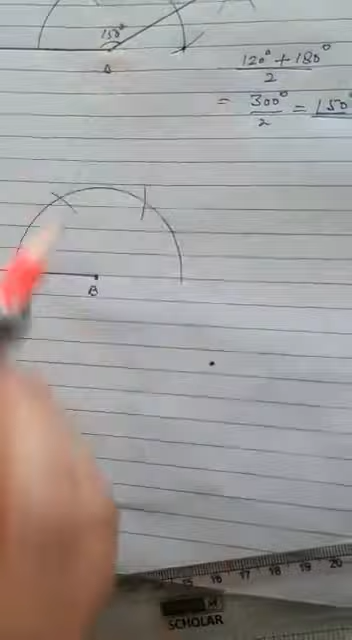 150°
120° + 180°
2
= 300° = 150°
2
B
15 16 17 18 19 20
SCHOLAR